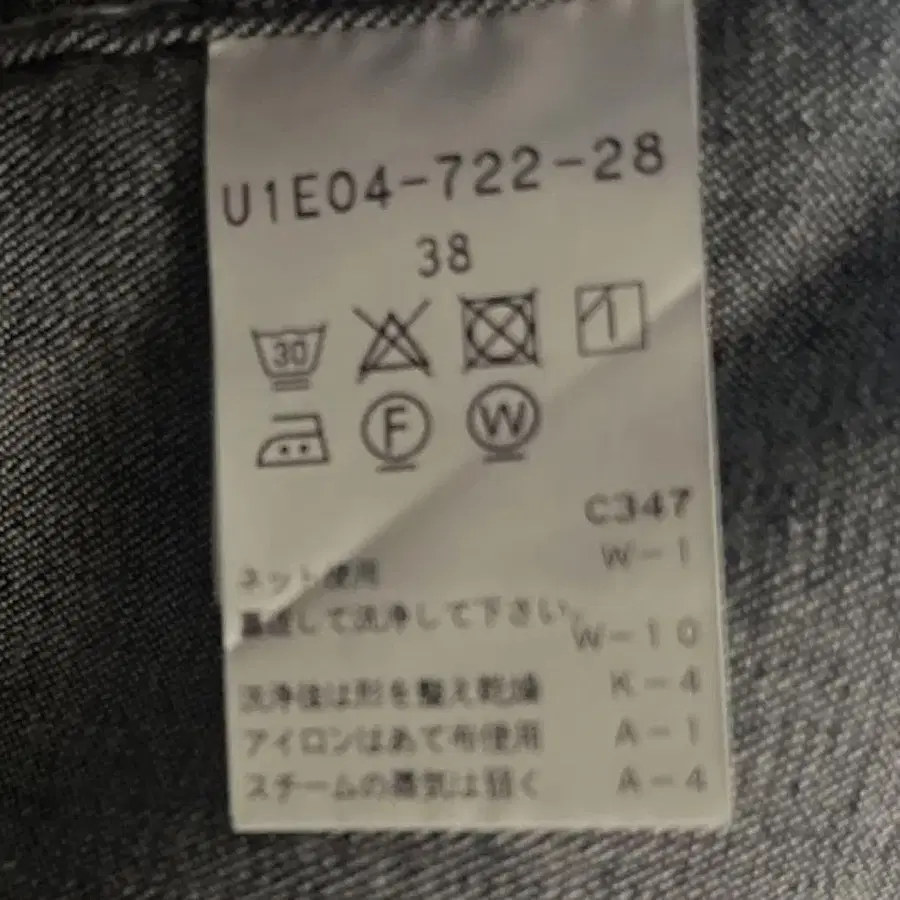 U1E04-722-28
38
30
F W
C347
ネット使用 W-1
裏返して洗浄して下さい。 W-10
洗浄後は形を整え乾燥 K-4
アイロンはあて布使用 A-1
スチームの蒸気は弱く A-4